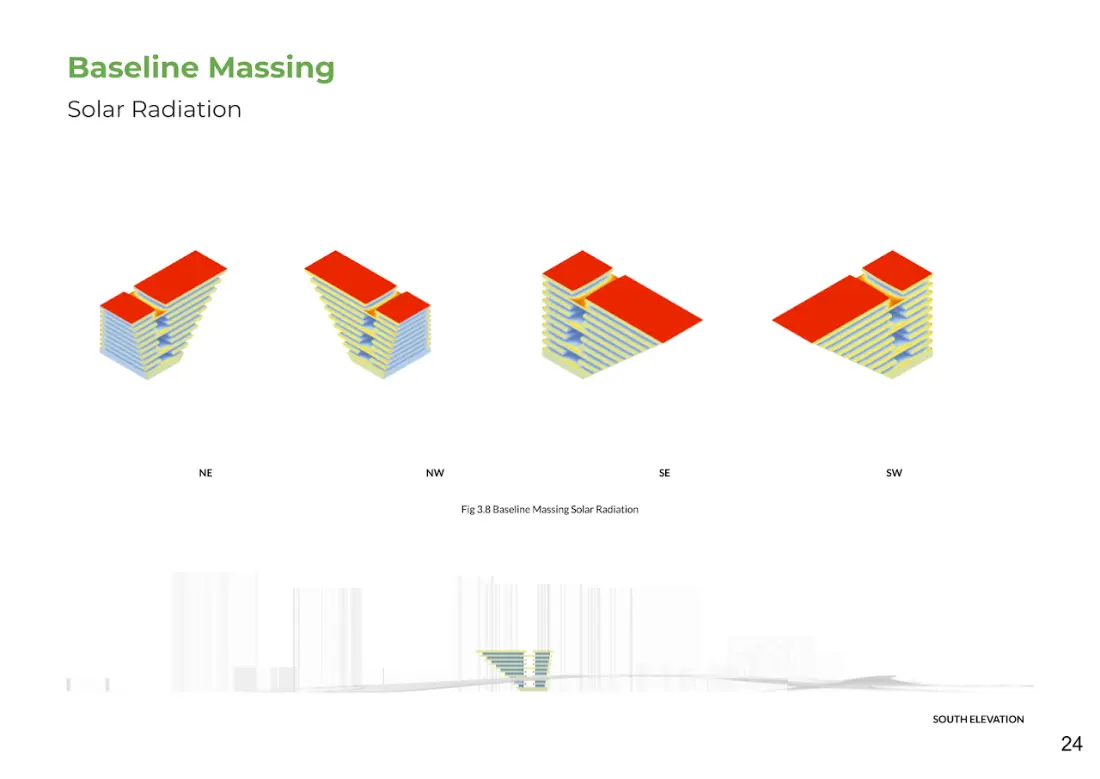 Baseline Massing
Solar Radiation
NE
NW
SE
SW
Fig 3.8 Baseline Massing Solar Radiation
SOUTH ELEVATION
24